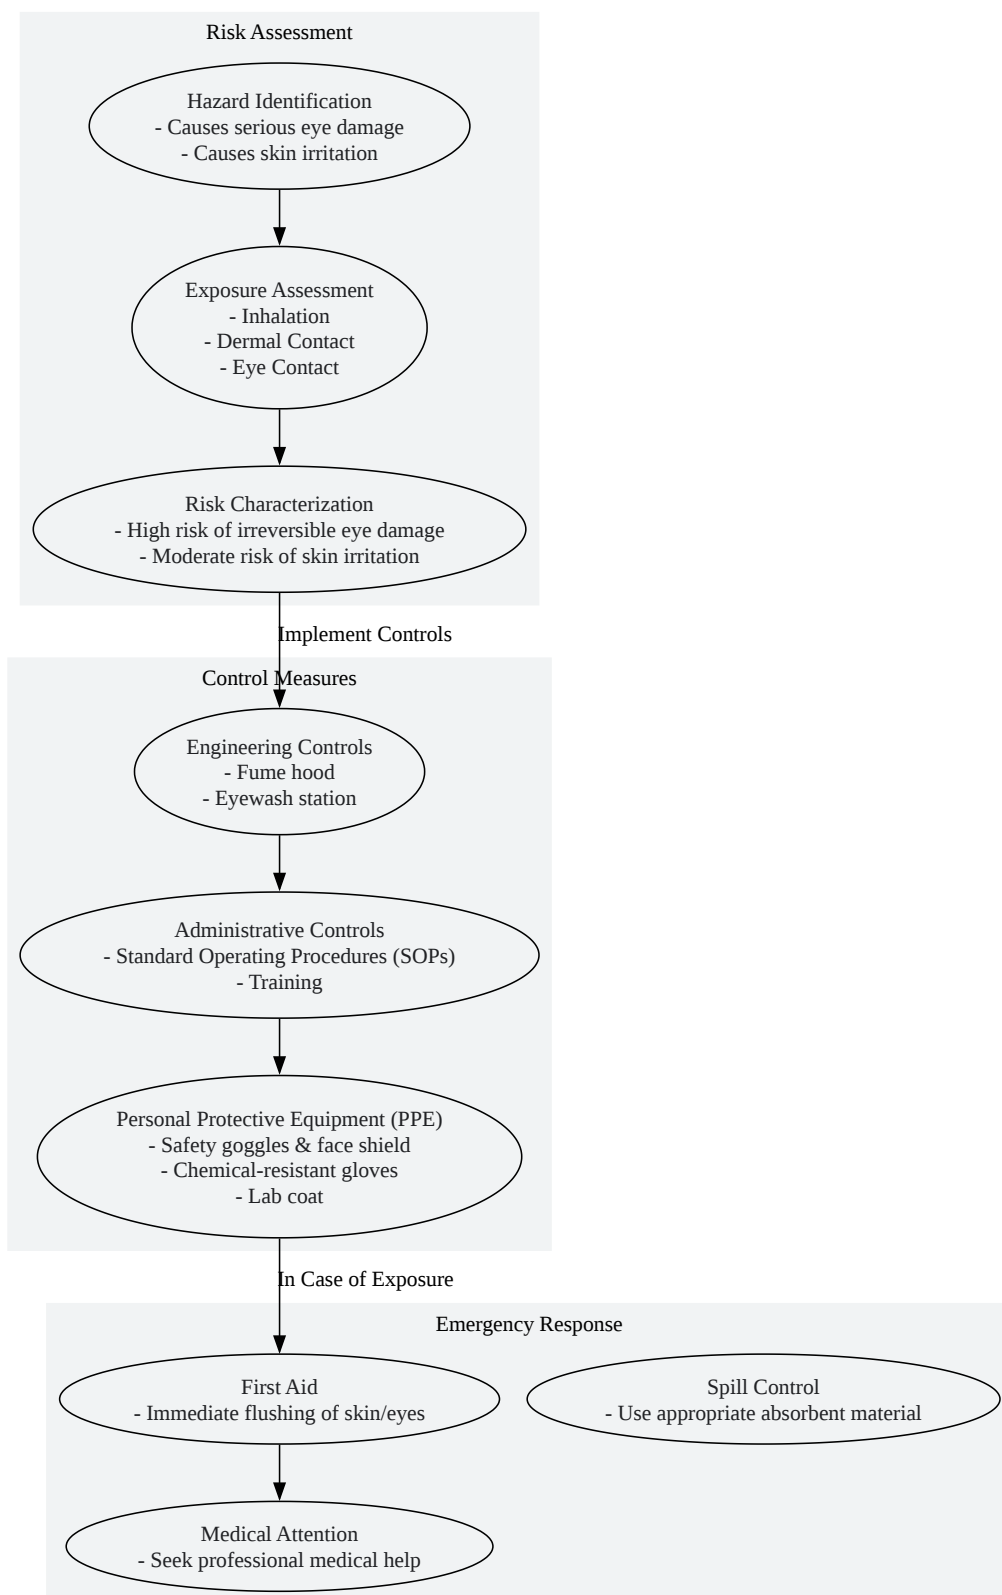 Risk Assessment
Hazard Identification
- Causes serious eye damage
- Causes skin irritation
Exposure Assessment
- Inhalation
- Dermal Contact
- Eye Contact
Risk Characterization
- High risk of irreversible eye damage
- Moderate risk of skin irritation
Implement Controls
Control Measures
Engineering Controls
- Fume hood
- Eyewash station
Administrative Controls
- Standard Operating Procedures (SOPs)
- Training
Personal Protective Equipment (PPE)
- Safety goggles & face shield
- Chemical-resistant gloves
- Lab coat
In Case of Exposure
Emergency Response
First Aid
- Immediate flushing of skin/eyes
Spill Control
- Use appropriate absorbent material
Medical Attention
- Seek professional medical help